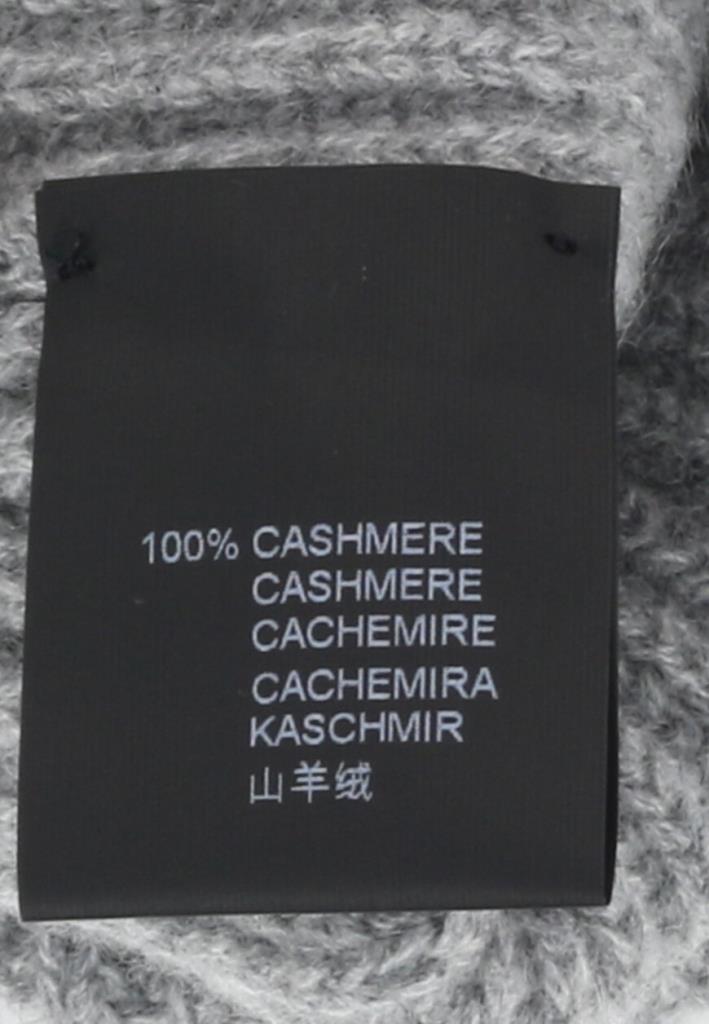 100% CASHMERE
CASHMERE
CACHEMIRE
CACHEMIRA
KASCHMIR
山羊绒